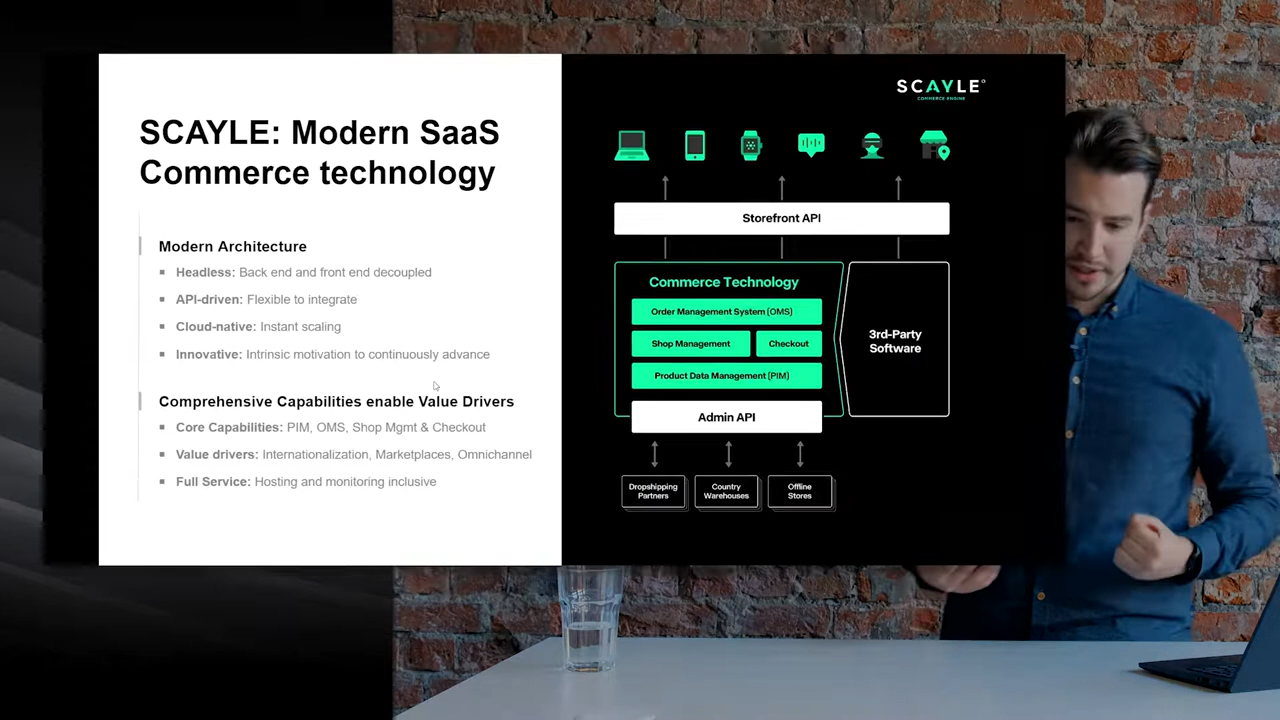 SCAYLE: Modern SaaS
Commerce technology
Modern Architecture
▪ Headless: Back end and front end decoupled
▪ API-driven: Flexible to integrate
▪ Cloud-native: Instant scaling
▪ Innovative: Intrinsic motivation to continuously advance
Comprehensive Capabilities enable Value Drivers
▪ Core Capabilities: PIM, OMS, Shop Mgmt & Checkout
▪ Value drivers: Internationalization, Marketplaces, Omnichannel
▪ Full Service: Hosting and monitoring inclusive
SCAYLE
COMMERCE ENGINE
Storefront API
Commerce Technology
Order Management System (OMS)
Shop Management
Checkout
Product Data Management (PIM)
Admin API
3rd-Party
Software
Dropshipping
Partners
Country
Warehouses
Offline
Stores